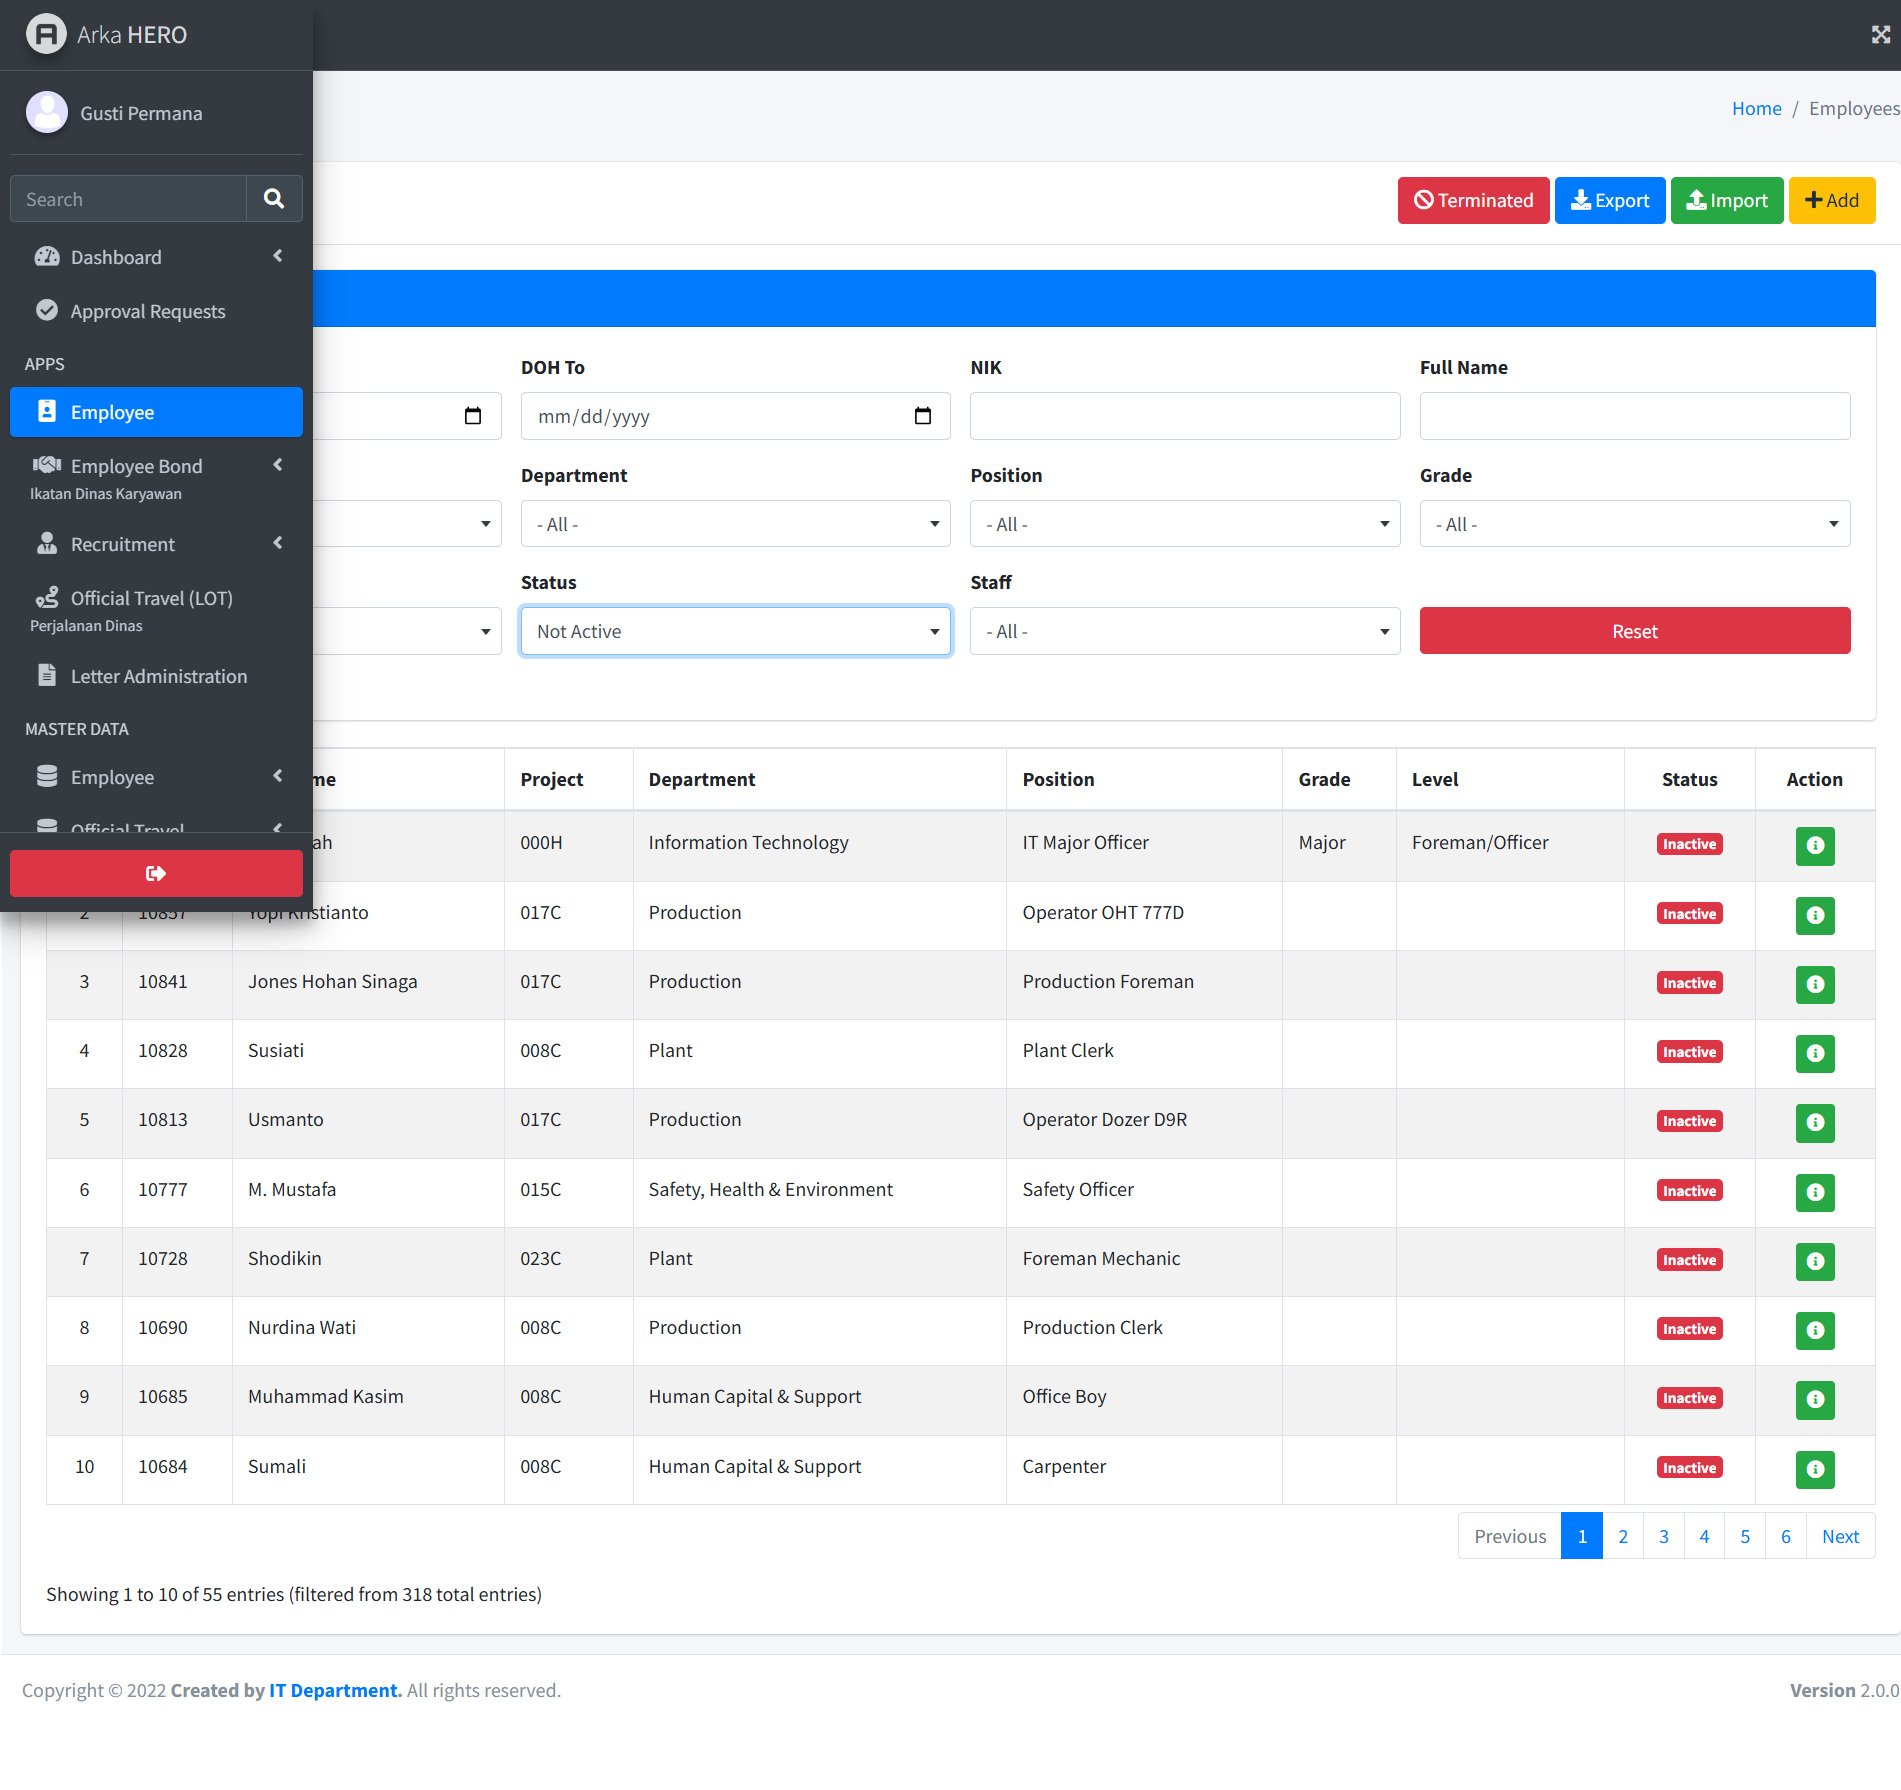 Arka HERO
Gusti Permana
Search
Dashboard
Approval Requests
APPS
Employee
Employee Bond
Ikatan Dinas Karyawan
Recruitment
Official Travel (LOT)
Perjalanan Dinas
Letter Administration
MASTER DATA
Employee
Official Travel
Home / Employees
Terminated Export Import Add
DOH To NIK Full Name
mm/dd/yyyy
Department Position Grade
- All - - All - - All -
Status Staff
Not Active - All - Reset
Project Department Position Grade Level Status Action
000H Information Technology IT Major Officer Major Foreman/Officer Inactive
2 10857 Yopi Kristianto 017C Production Operator OHT 777D Inactive
3 10841 Jones Hohan Sinaga 017C Production Production Foreman Inactive
4 10828 Susiati 008C Plant Plant Clerk Inactive
5 10813 Usmanto 017C Production Operator Dozer D9R Inactive
6 10777 M. Mustafa 015C Safety, Health & Environment Safety Officer Inactive
7 10728 Shodikin 023C Plant Foreman Mechanic Inactive
8 10690 Nurdina Wati 008C Production Production Clerk Inactive
9 10685 Muhammad Kasim 008C Human Capital & Support Office Boy Inactive
10 10684 Sumali 008C Human Capital & Support Carpenter Inactive
Previous 1 2 3 4 5 6 Next
Showing 1 to 10 of 55 entries (filtered from 318 total entries)
Copyright © 2022 Created by IT Department. All rights reserved.
Version 2.0.0